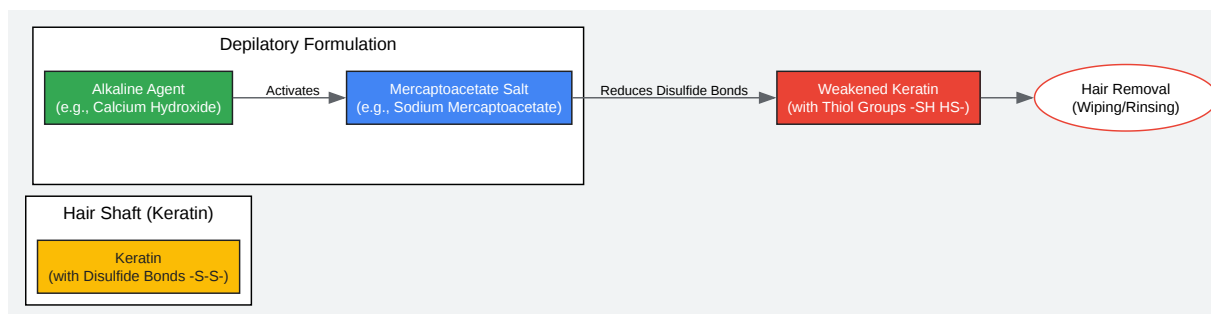 Depilatory Formulation
Alkaline Agent
(e.g., Calcium Hydroxide)
Activates
Mercaptoacetate Salt
(e.g., Sodium Mercaptoacetate)
Reduces Disulfide Bonds
Weakened Keratin
(with Thiol Groups -SH HS-)
Hair Removal
(Wiping/Rinsing)
Hair Shaft (Keratin)
Keratin
(with Disulfide Bonds -S-S-)